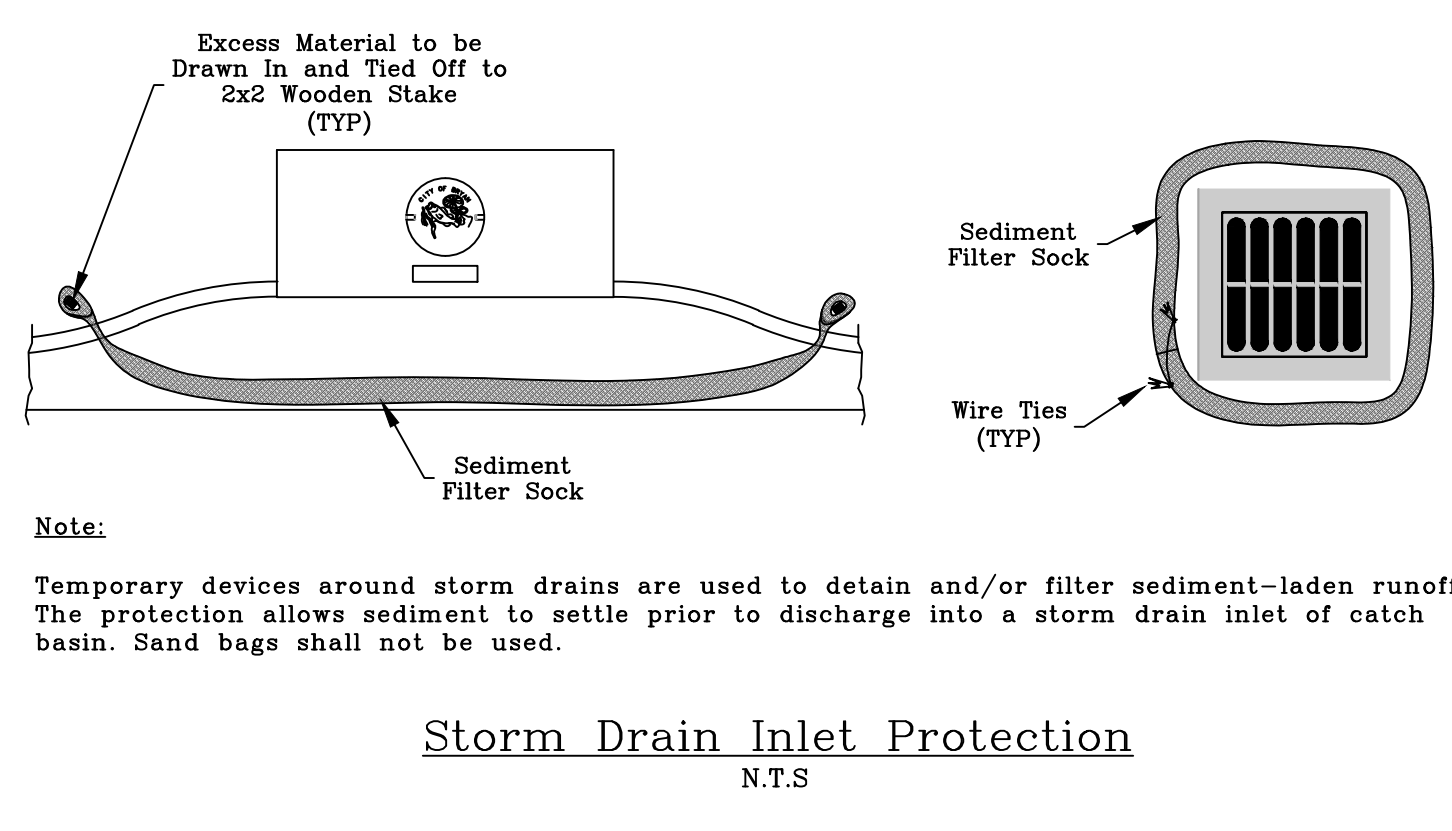 Excess Material to be
Drawn In and Tied Off to
2x2 Wooden Stake
(TYP)
CITY OF BRYAN
Sediment
Filter Sock
Wire Ties
(TYP)
Sediment
Filter Sock
Note:
Temporary devices around storm drains are used to detain and/or filter sediment-laden runoff
The protection allows sediment to settle prior to discharge into a storm drain inlet of catch
basin. Sand bags shall not be used.
Storm Drain Inlet Protection
N.T.S